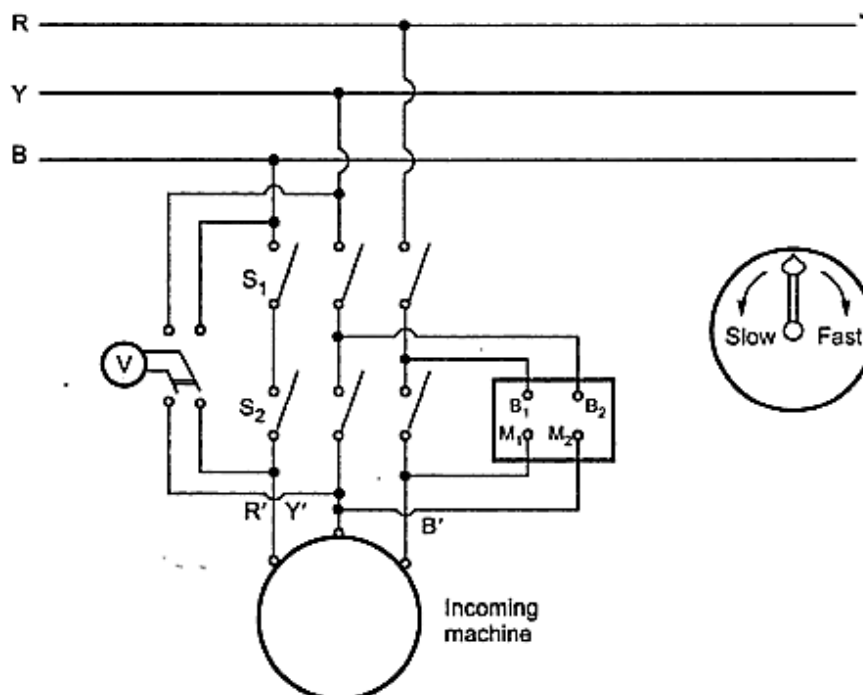 R
Y
B
S1
Slow Fast
V
S2
B1 B2
M1 M2
R' Y'
B'
Incoming
machine